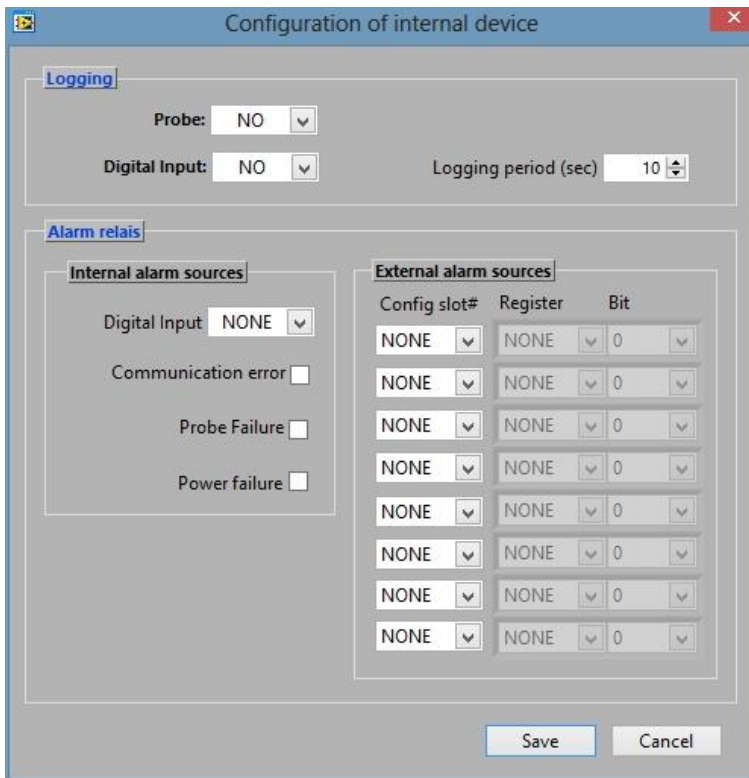 Configuration of internal device
Logging
Probe: NO
Digital Input: NO Logging period (sec) 10
Alarm relais
Internal alarm sources
Digital Input NONE
Communication error
Probe Failure
Power failure
External alarm sources
Config slot# Register Bit
NONE NONE 0
NONE NONE 0
NONE NONE 0
NONE NONE 0
NONE NONE 0
NONE NONE 0
NONE NONE 0
NONE NONE 0
Save Cancel